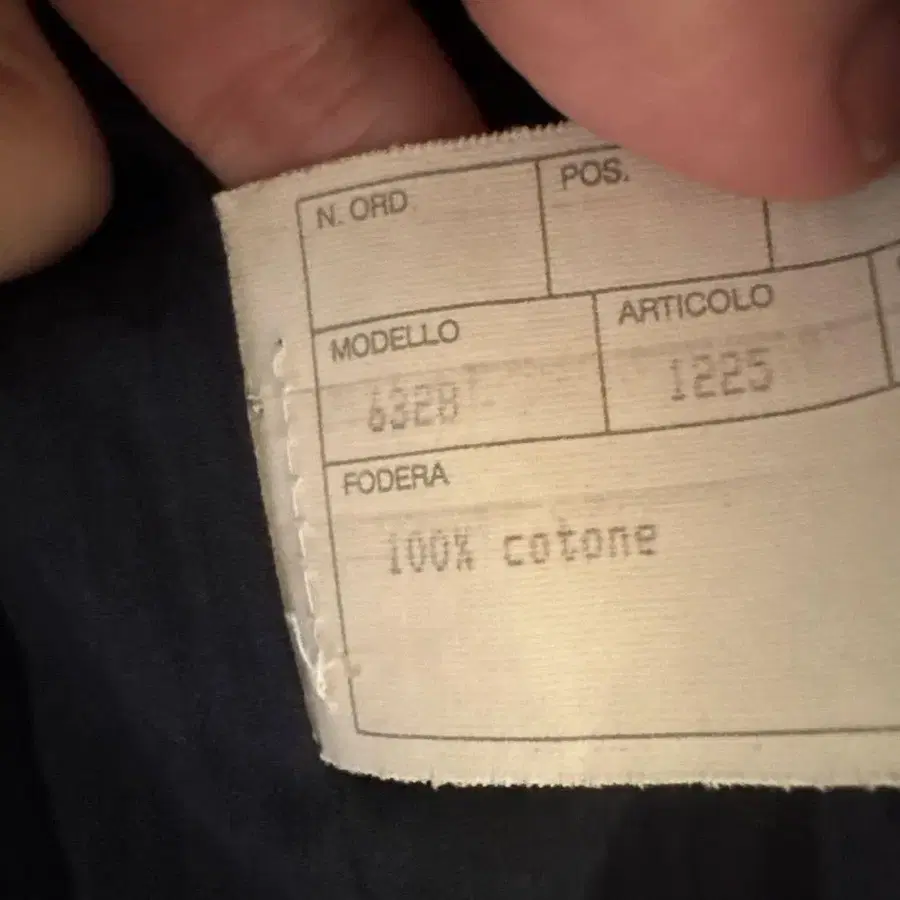 N. ORD POS.
MODELLO ARTICOLO
6328 1225
FODERA
100% cotone